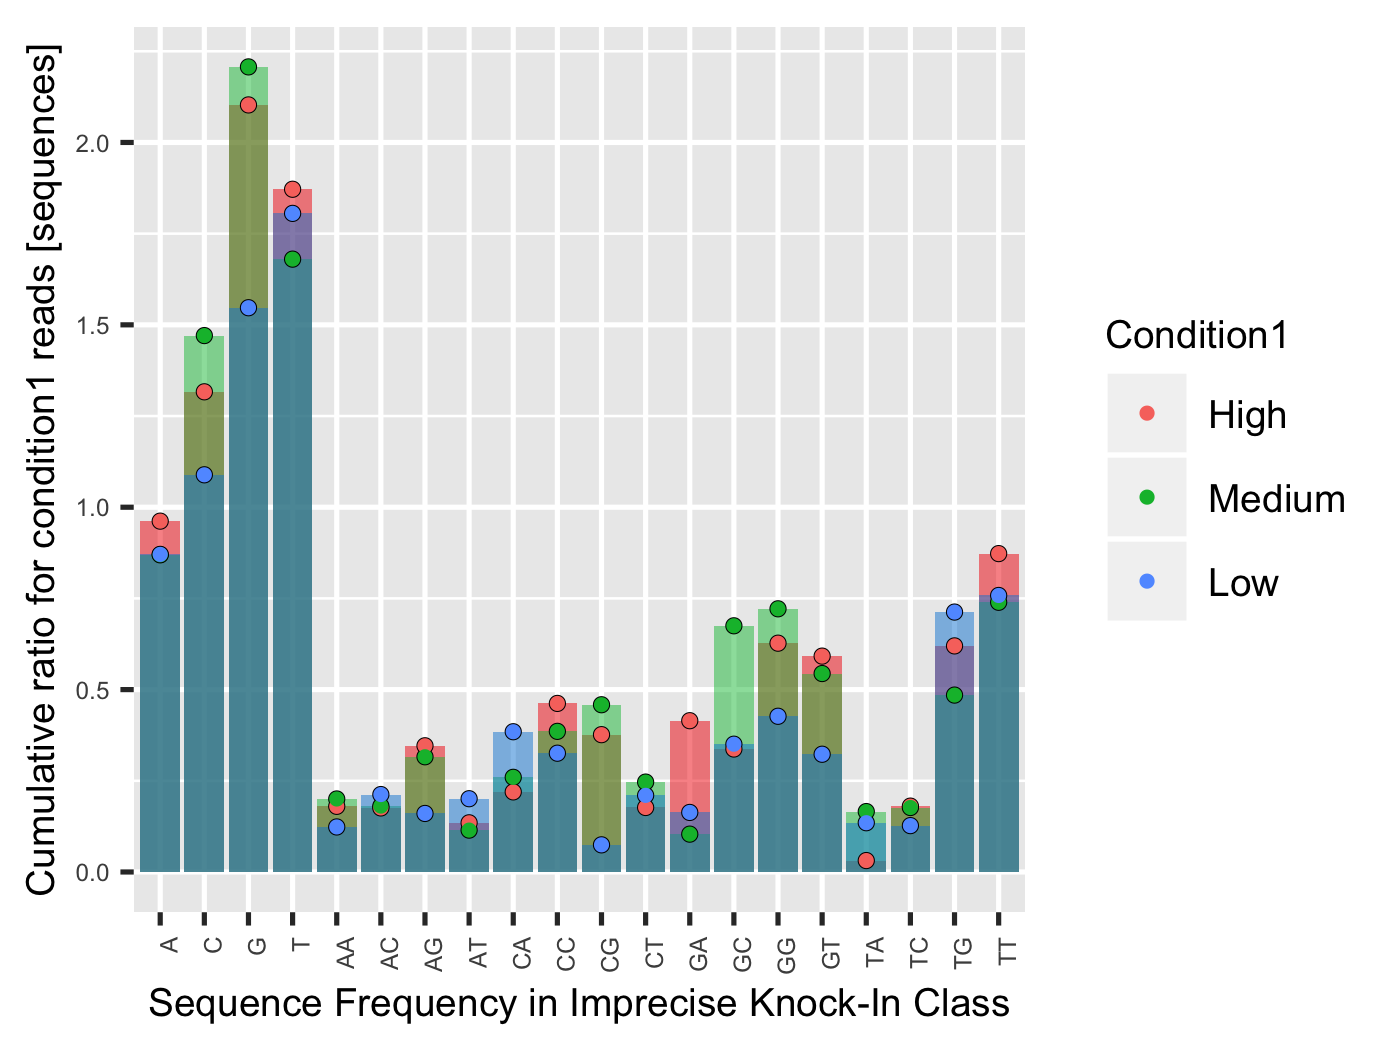 Cumulative ratio for condition1 reads [sequences]
2.0
1.5
1.0
0.5
0.0
A C G T AA AC AG AT CA CC CG CT GA GC GG GT TA TC TG TT
Sequence Frequency in Imprecise Knock-In Class
Condition1
High
Medium
Low